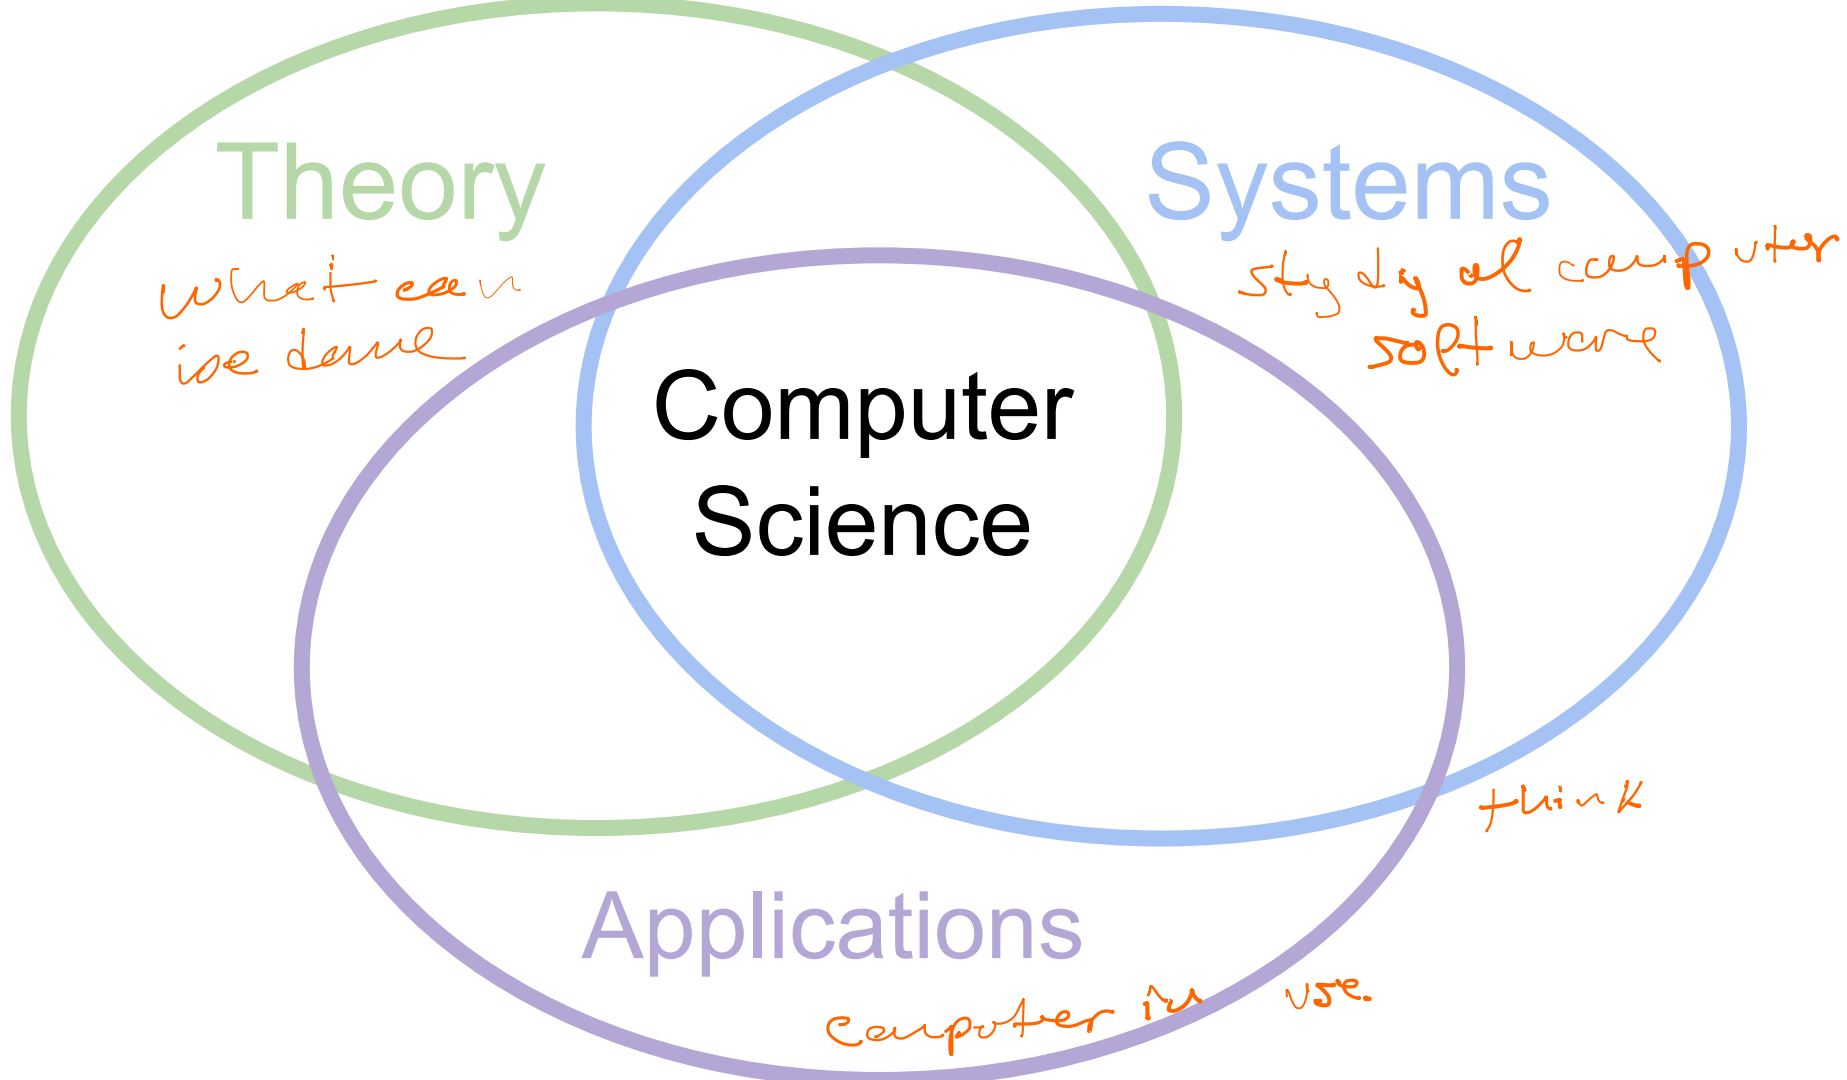 Theory
what can
be done
Systems
study of computer
software
Computer
Science
think
Applications
computer in use.